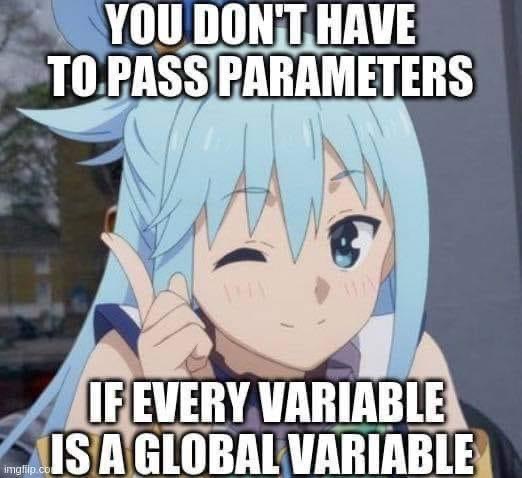 YOU DON'T HAVE
TO PASS PARAMETERS
IF EVERY VARIABLE
IS A GLOBAL VARIABLE